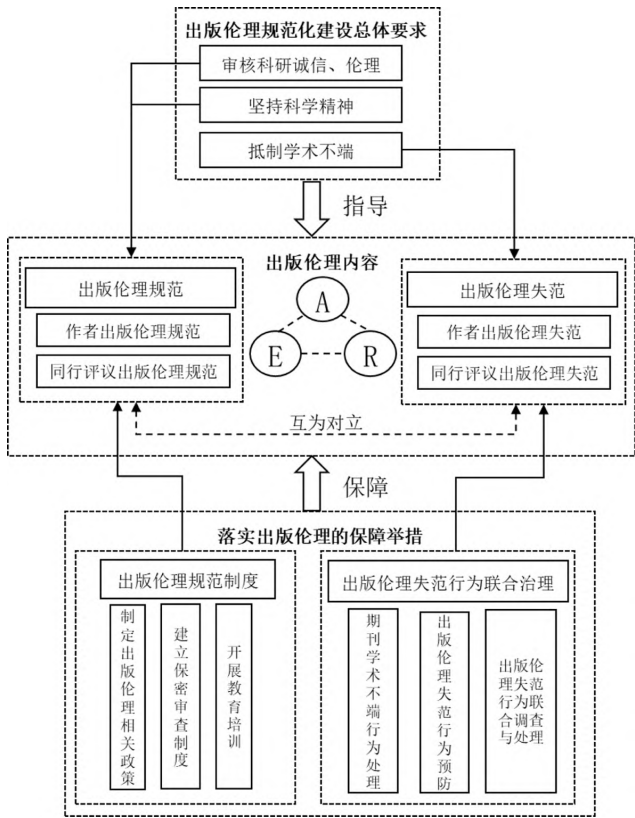 出版伦理规范化建设总体要求
审核科研诚信、伦理
坚持科学精神
抵制学术不端
指导
出版伦理内容
出版伦理规范
作者出版伦理规范
同行评议出版伦理规范
A
E
R
出版伦理失范
作者出版伦理失范
同行评议出版伦理失范
互为对立
保障
落实出版伦理的保障举措
出版伦理规范制度
制定出版伦理相关政策
建立保密审查制度
开展教育培训
出版伦理失范行为联合治理
期刊学术不端行为处理
出版伦理失范行为预防
出版伦
理失范
行为联
合调查
与处理